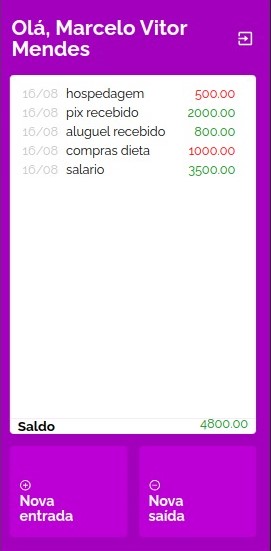 Olá, Marcelo Vitor
Mendes
16/08 hospedagem 500.00
16/08 pix recebido 2000.00
16/08 aluguel recebido 800.00
16/08 compras dieta 1000.00
16/08 salario 3500.00
Saldo 4800.00
Nova
entrada
Nova
saída